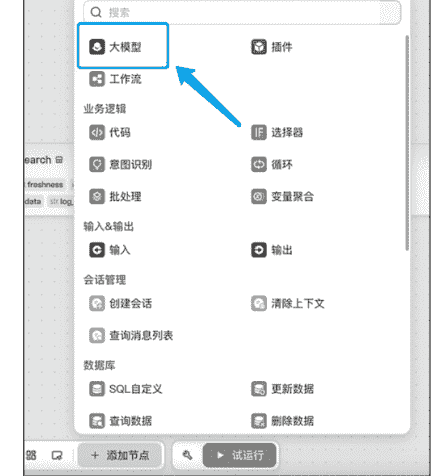 搜索
大模型 插件
工作流
业务逻辑
代码 选择器
意图识别 循环
批处理 变量聚合
输入&输出
输入 输出
会话管理
创建会话 清除上下文
查询消息列表
数据库
SQL自定义 更新数据
查询数据 删除数据
earch
freshness
data log_
+ 添加节点 试运行